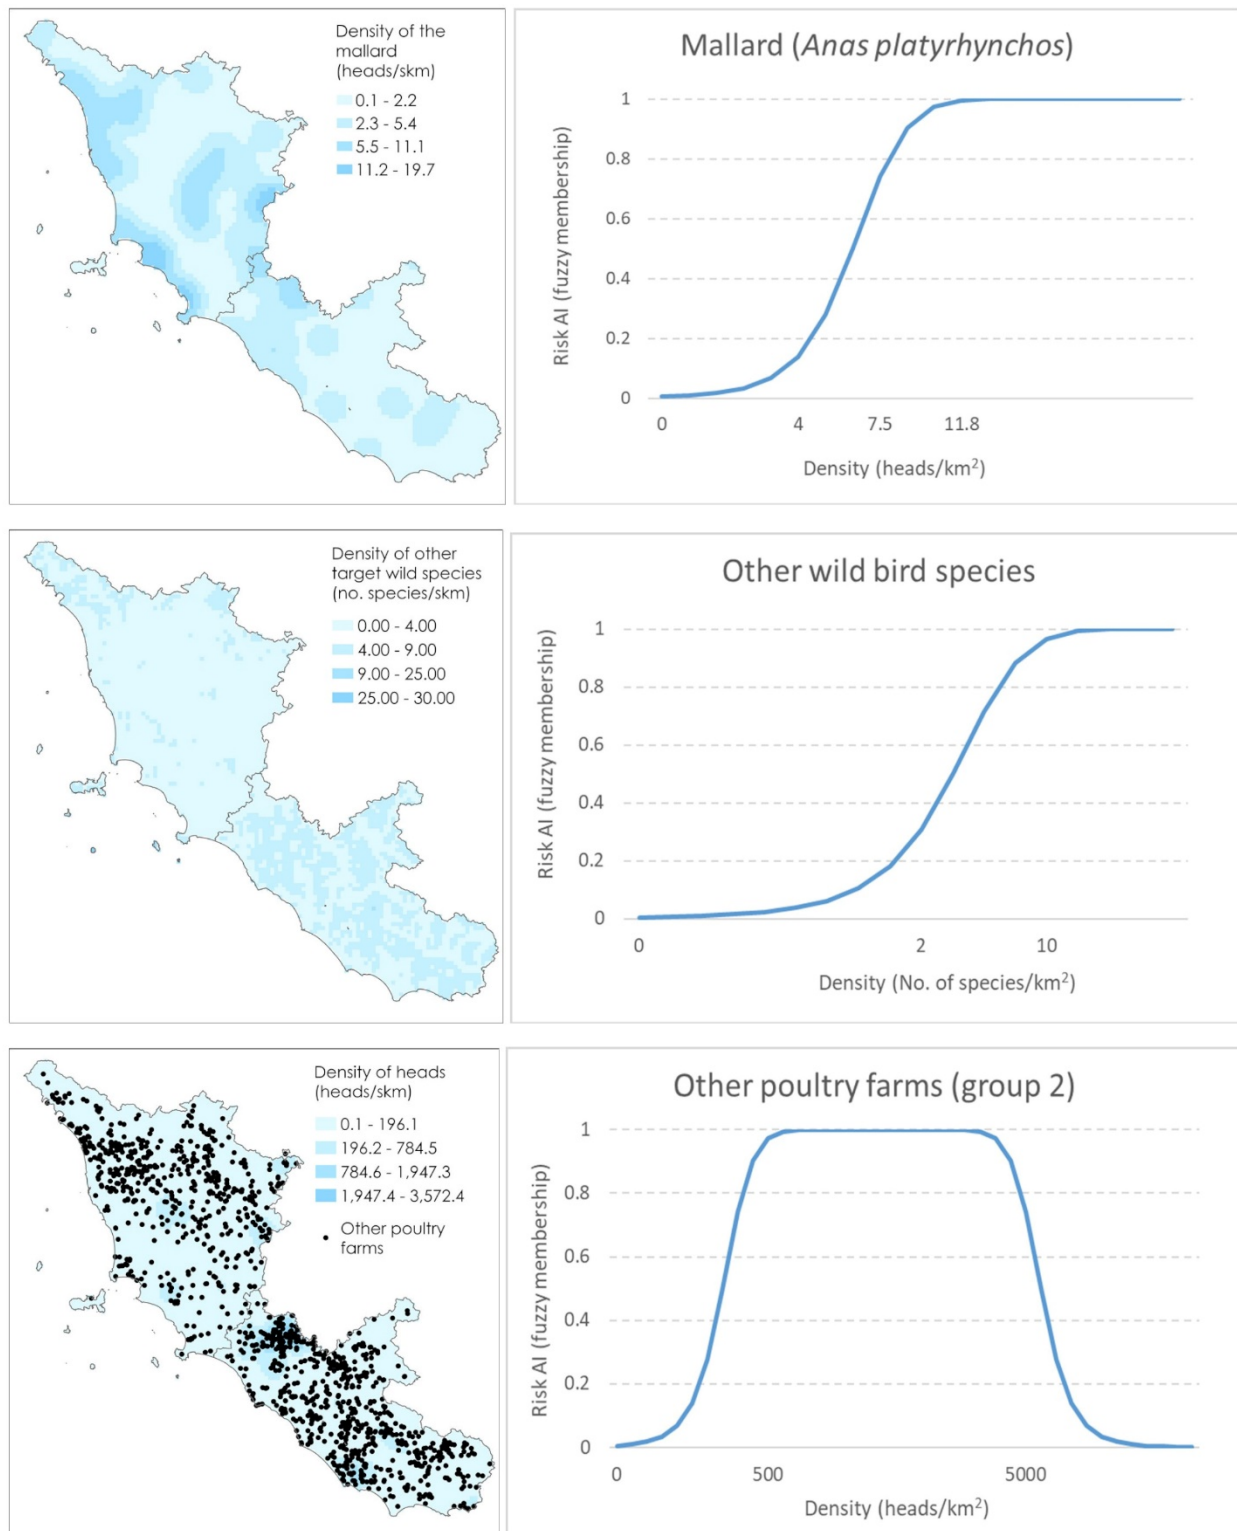 Density of the
mallard
(heads/skm)
0.1 - 2.2
2.3 - 5.4
5.5 - 11.1
11.2 - 19.7
Mallard (Anas platyrhynchos)
Risk AI (fuzzy membership)
1
0.8
0.6
0.4
0.2
0
0 4 7.5 11.8
Density (heads/km²)
Density of other
target wild species
(no. species/skm)
0.00 - 4.00
4.00 - 9.00
9.00 - 25.00
25.00 - 30.00
Other wild bird species
Risk AI (fuzzy membership)
1
0.8
0.6
0.4
0.2
0
0 2 10
Density (No. of species/km²)
Density of heads
(heads/skm)
0.1 - 196.1
196.2 - 784.5
784.6 - 1,947.3
1,947.4 - 3,572.4
Other poultry
farms
Other poultry farms (group 2)
Risk AI (fuzzy membership)
1
0.8
0.6
0.4
0.2
0
0 500 5000
Density (heads/km²)